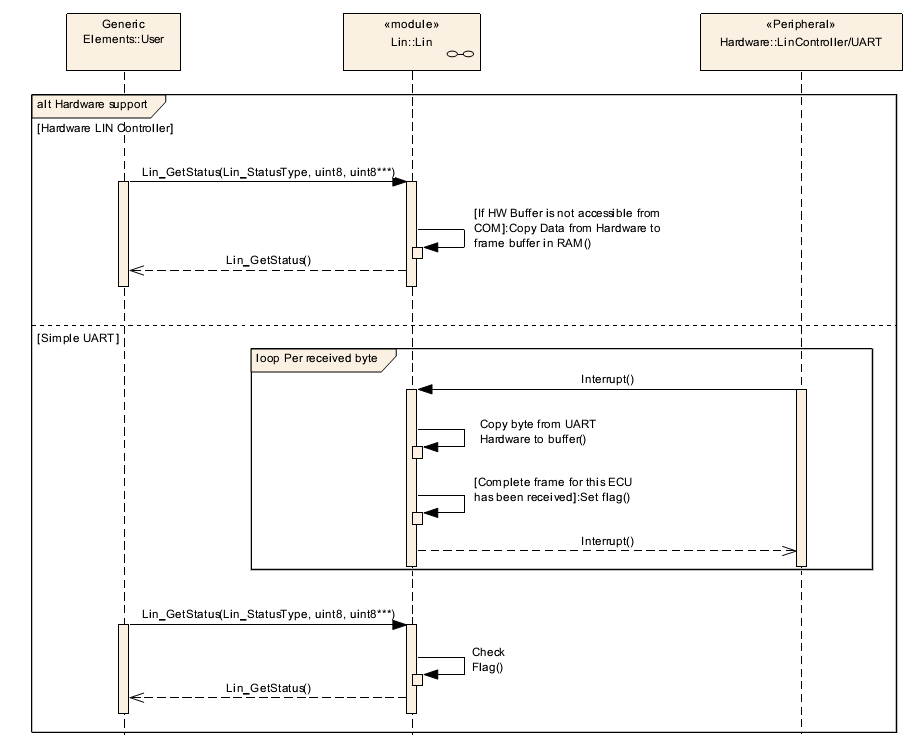 Generic
Elements::User
«module»
Lin::Lin
«Peripheral»
Hardware::LinController/UART
alt Hardware support
[Hardware LIN Controller]
Lin_GetStatus(Lin_StatusType, uint8, uint8***)
[If HW Buffer is not accessible from
COM]:Copy Data from Hardware to
frame buffer in RAM()
Lin_GetStatus()
[Simple UART]
loop Per received byte
Interrupt()
Copy byte from UART
Hardware to buffer()
[Complete frame for this ECU
has been received]:Set flag()
Interrupt()
Lin_GetStatus(Lin_StatusType, uint8, uint8***)
Check
Flag()
Lin_GetStatus()